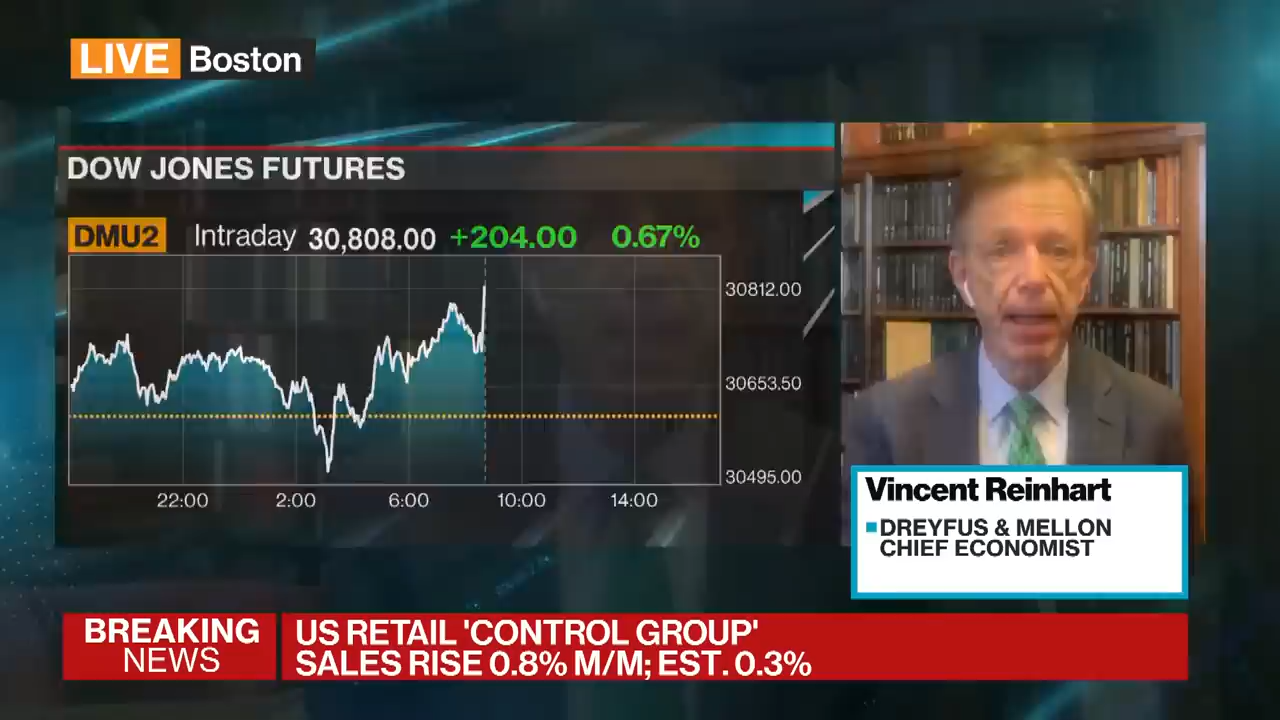 LIVE Boston
DOW JONES FUTURES
DMU2 Intraday 30,808.00 +204.00 0.67%
30812.00
30653.50
30495.00
22:00 2:00 6:00 10:00 14:00
Vincent Reinhart
DREYFUS & MELLON
CHIEF ECONOMIST
BREAKING
NEWS
US RETAIL 'CONTROL GROUP'
SALES RISE 0.8% M/M; EST. 0.3%